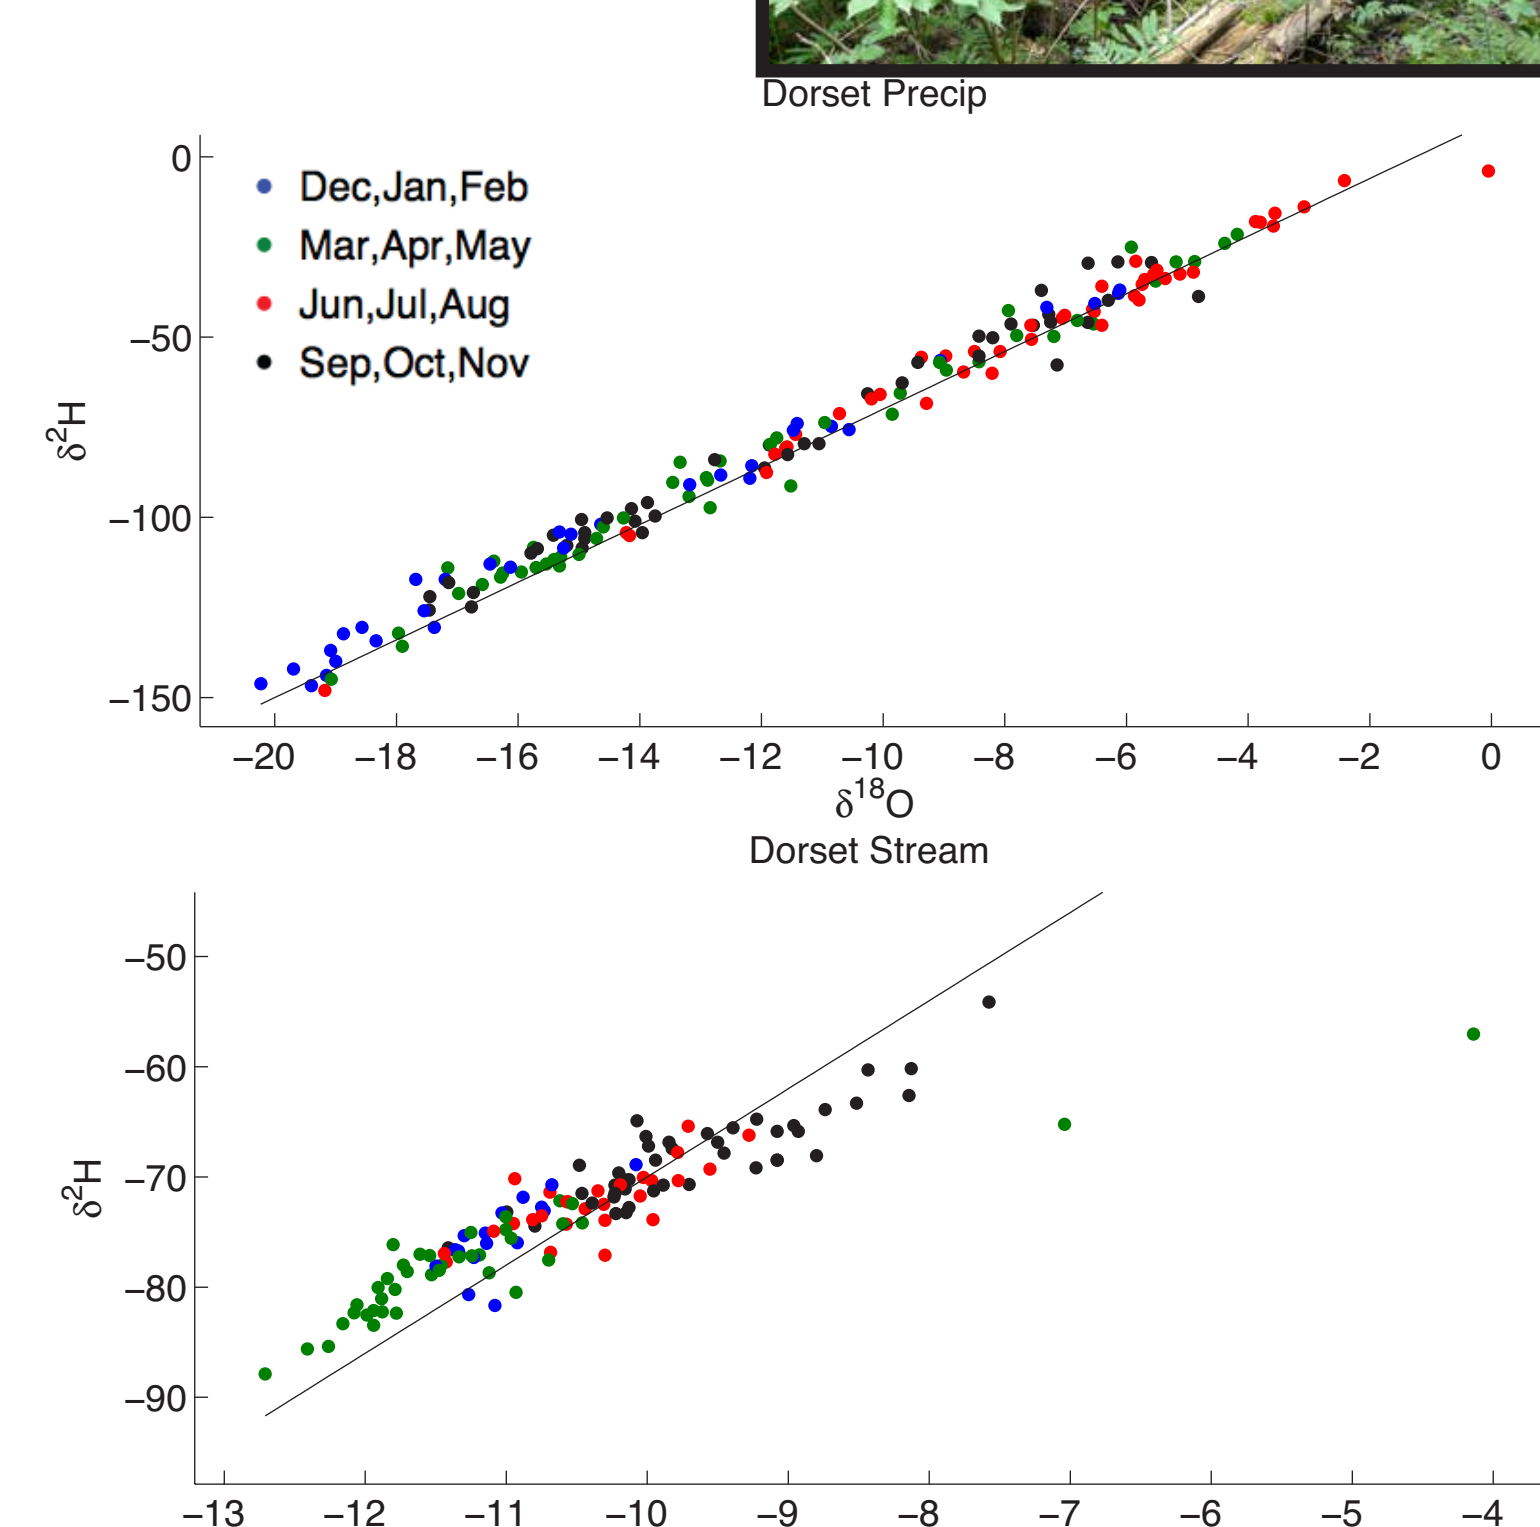 Dorset Precip
0
−50
−100
−150
δ²H
Dec,Jan,Feb
Mar,Apr,May
Jun,Jul,Aug
Sep,Oct,Nov
−20 −18 −16 −14 −12 −10 −8 −6 −4 −2 0
δ¹⁸O
Dorset Stream
−50
−60
−70
−80
−90
δ²H
−13 −12 −11 −10 −9 −8 −7 −6 −5 −4